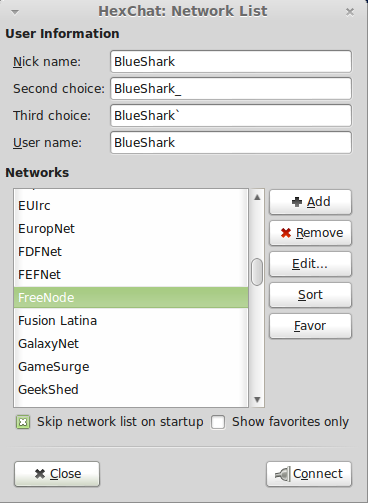 HexChat: Network List
User Information
Nick name: BlueShark
Second choice: BlueShark_
Third choice: BlueShark`
User name: BlueShark
Networks
EUIrc
EuropNet
FDFNet
FEFNet
FreeNode
Fusion Latina
GalaxyNet
GameSurge
GeekShed
Add
Remove
Edit...
Sort
Favor
Skip network list on startup
Show favorites only
Close
Connect